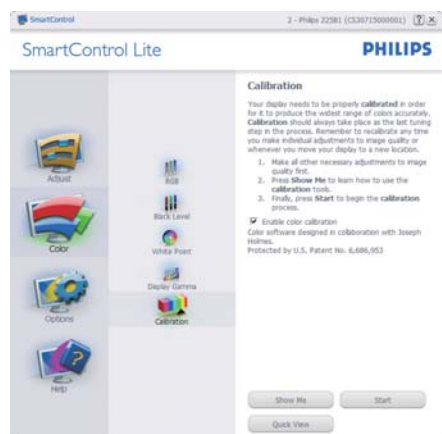 SmartControl
2 - Philips 225B1 (CS30715000001)
SmartControl Lite
PHILIPS
Adjust
Color
Options
Help
RGB
Black Level
White Point
Display Gamma
Calibration
Calibration
Your display needs to be properly calibrated in order
for it to produce the widest range of colors accurately.
Calibration should always take place as the last tuning
step in the process. Remember to recalibrate any time
you make individual adjustments to image quality or
whenever you move your display to a new location.
1. Make all other necessary adjustments to image
quality first.
2. Press Show Me to learn how to use the
calibration tools.
3. Finally, press Start to begin the calibration
process.
Enable color calibration
Color software designed in collaboration with Joseph
Holmes.
Protected by U.S. Patent No. 6,686,953
Show Me
Start
Quick View